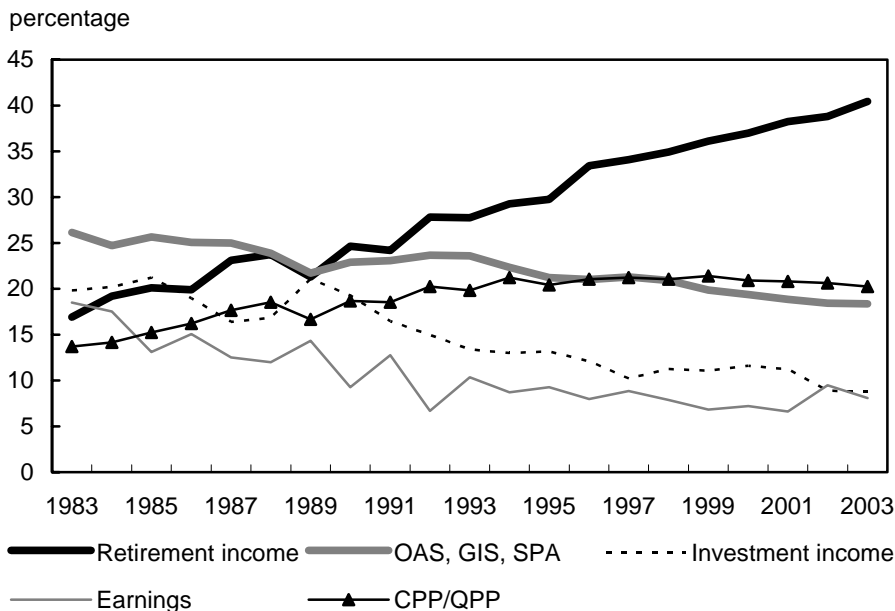 percentage
45
40
35
30
25
20
15
10
5
0
1983 1985 1987 1989 1991 1993 1995 1997 1999 2001 2003
Retirement income OAS, GIS, SPA Investment income
Earnings CPP/QPP